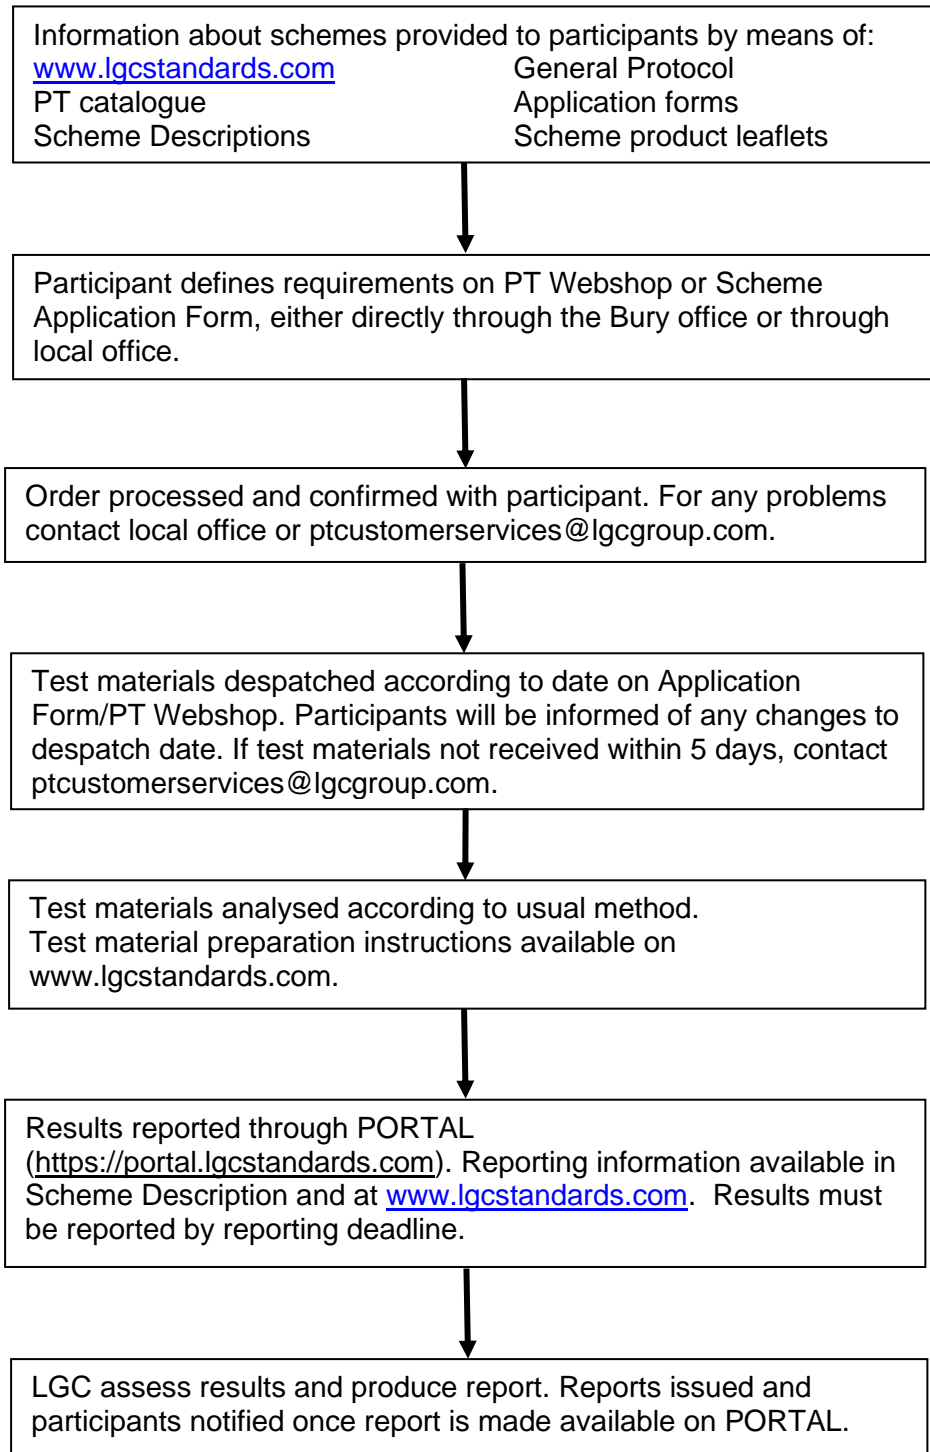 Information about schemes provided to participants by means of:
www.lgcstandards.com General Protocol
PT catalogue Application forms
Scheme Descriptions Scheme product leaflets
Participant defines requirements on PT Webshop or Scheme
Application Form, either directly through the Bury office or through
local office.
Order processed and confirmed with participant. For any problems
contact local office or ptcustomerservices@lgcgroup.com.
Test materials despatched according to date on Application
Form/PT Webshop. Participants will be informed of any changes to
despatch date. If test materials not received within 5 days, contact
ptcustomerservices@lgcgroup.com.
Test materials analysed according to usual method.
Test material preparation instructions available on
www.lgcstandards.com.
Results reported through PORTAL
(https://portal.lgcstandards.com). Reporting information available in
Scheme Description and at www.lgcstandards.com. Results must
be reported by reporting deadline.
LGC assess results and produce report. Reports issued and
participants notified once report is made available on PORTAL.